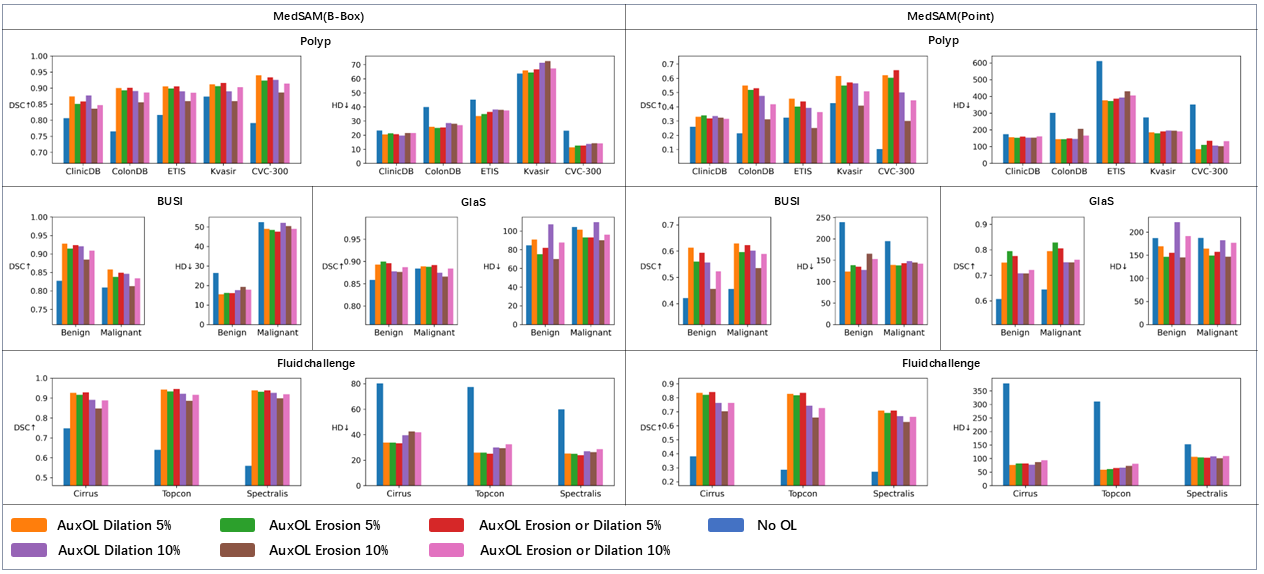 MedSAM(B-Box)
MedSAM(Point)
Polyp
Polyp
1.00
0.95
0.90
0.85
0.80
0.75
0.70
DSC↑
ClinicDB ColonDB ETIS Kvasir CVC-300
70
60
50
40
30
20
10
0
HD↓
ClinicDB ColonDB ETIS Kvasir CVC-300
0.7
0.6
0.5
0.4
0.3
0.2
0.1
DSC↑
ClinicDB ColonDB ETIS Kvasir CVC-300
600
500
400
300
200
100
0
HD↓
ClinicDB ColonDB ETIS Kvasir CVC-300
BUSI
GlaS
BUSI
GlaS
1.00
0.95
0.90
0.85
0.80
0.75
DSC↑
Benign Malignant
50
40
30
20
10
0
HD↓
Benign Malignant
0.95
0.90
0.85
0.80
DSC↑
Benign Malignant
100
80
60
40
20
0
HD↓
Benign Malignant
0.7
0.6
0.5
0.4
DSC↑
Benign Malignant
250
200
150
100
50
0
HD↓
Benign Malignant
0.9
0.8
0.7
0.6
DSC↑
Benign Malignant
200
150
100
50
0
HD↓
Benign Malignant
Fluidchallenge
Fluidchallenge
1.0
0.9
0.8
0.7
0.6
0.5
DSC↑
Cirrus Topcon Spectralis
80
60
40
20
0
HD↓
Cirrus Topcon Spectralis
0.9
0.8
0.7
0.6
0.5
0.4
0.3
0.2
DSC↑
Cirrus Topcon Spectralis
350
300
250
200
150
100
50
0
HD↓
Cirrus Topcon Spectralis
AuxOL Dilation 5% AuxOL Erosion 5% AuxOL Erosion or Dilation 5% No OL
AuxOL Dilation 10% AuxOL Erosion 10% AuxOL Erosion or Dilation 10%